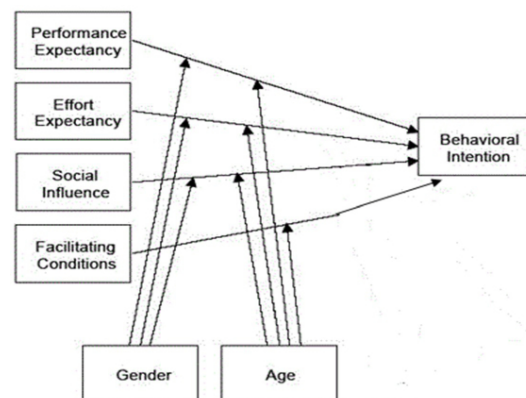 Performance
Expectancy
Effort
Expectancy
Social
Influence
Facilitating
Conditions
Behavioral
Intention
Gender
Age